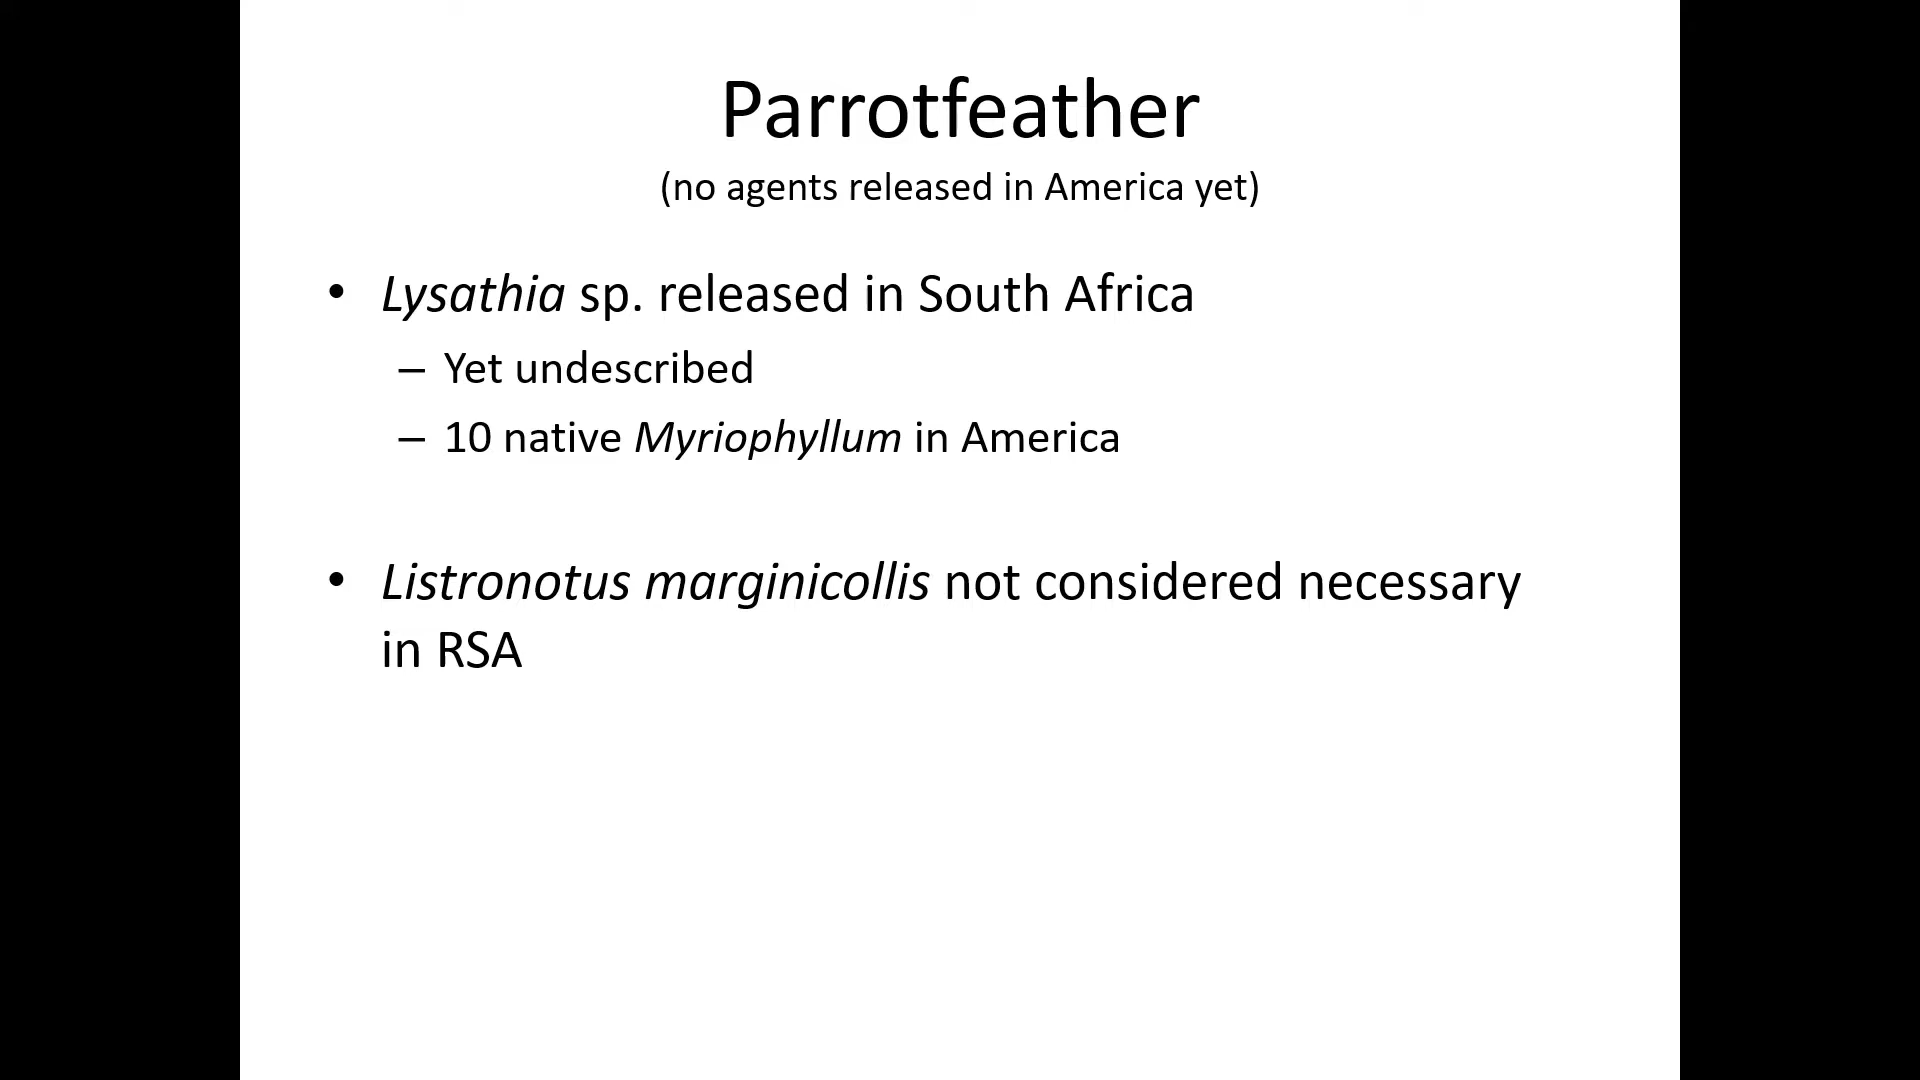 Parrotfeather
(no agents released in America yet)
• Lysathia sp. released in South Africa
– Yet undescribed
– 10 native Myriophyllum in America
• Listronotus marginicollis not considered necessary
in RSA